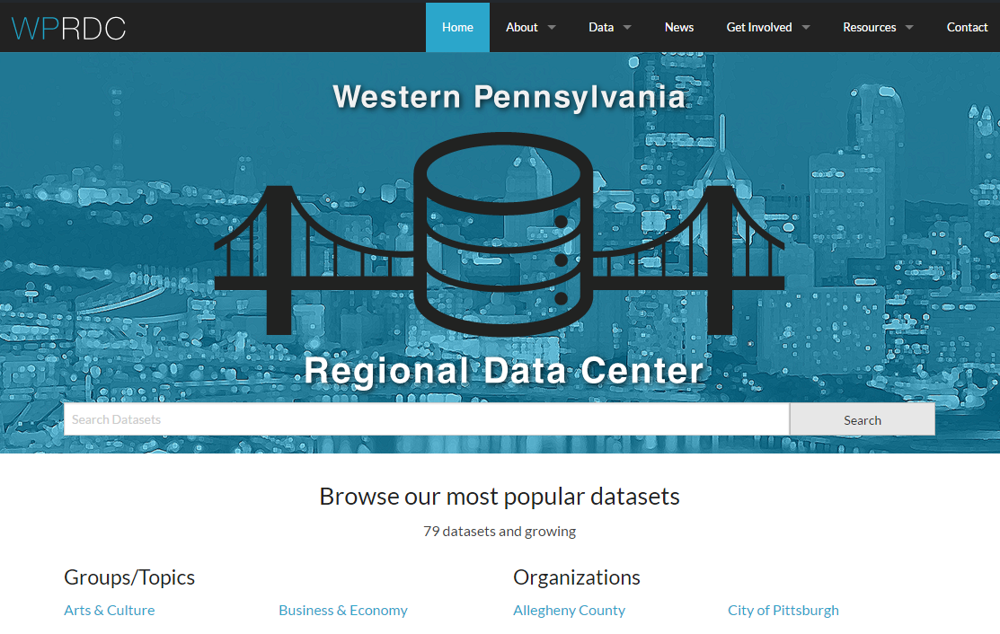 WPRDC
Home About Data News Get Involved Resources Contact
Western Pennsylvania
Regional Data Center
Search Datasets Search
Browse our most popular datasets
79 datasets and growing
Groups/Topics Organizations
Arts & Culture Business & Economy Allegheny County City of Pittsburgh